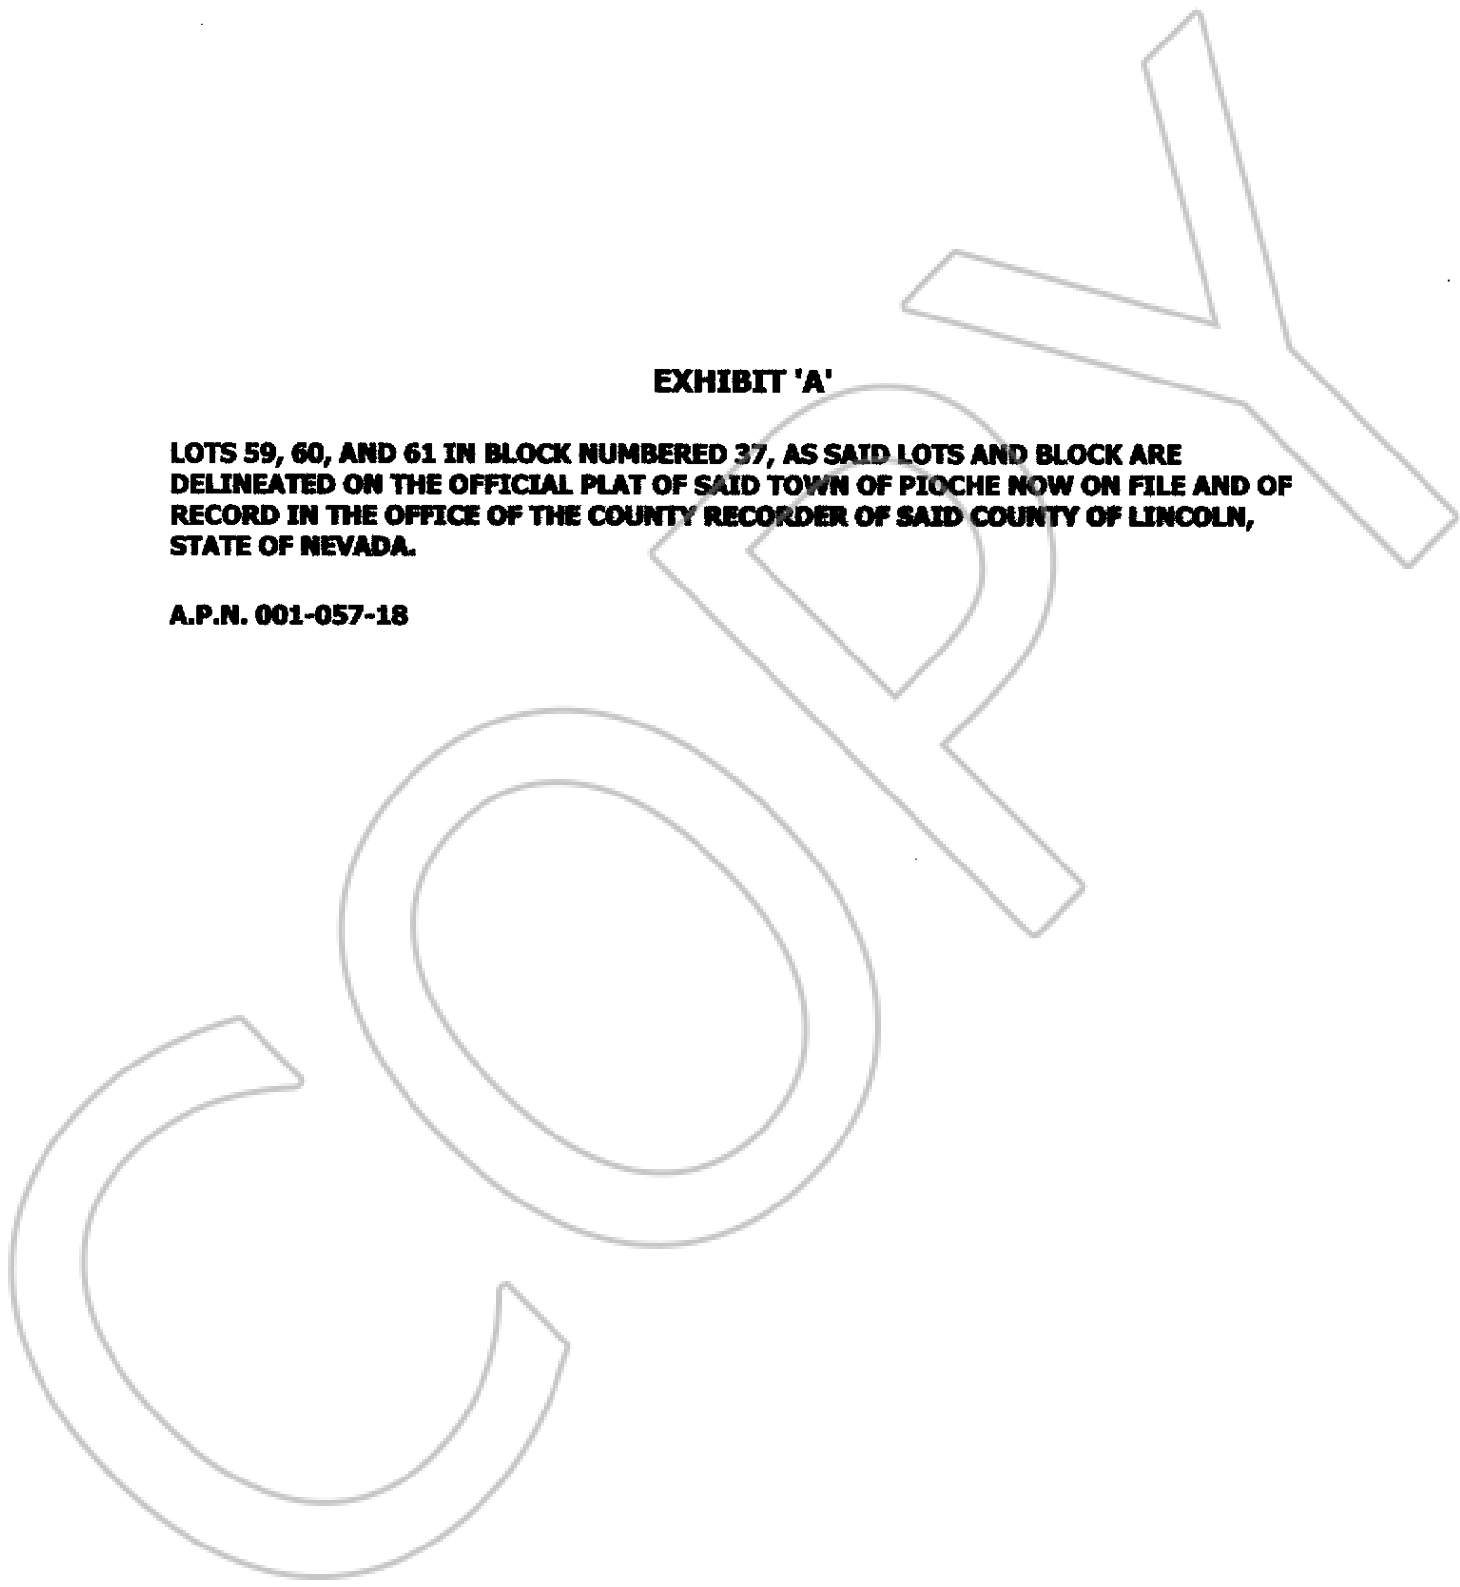 EXHIBIT 'A'
LOTS 59, 60, AND 61 IN BLOCK NUMBERED 37, AS SAID LOTS AND BLOCK ARE
DELINEATED ON THE OFFICIAL PLAT OF SAID TOWN OF PIOCHE NOW ON FILE AND OF
RECORD IN THE OFFICE OF THE COUNTY RECORDER OF SAID COUNTY OF LINCOLN,
STATE OF NEVADA.
A.P.N. 001-057-18
COPY